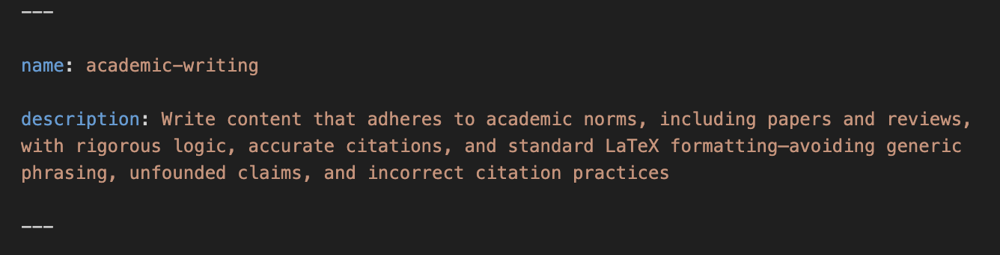 ---
name: academic-writing
description: Write content that adheres to academic norms, including papers and reviews,
with rigorous logic, accurate citations, and standard LaTeX formatting—avoiding generic
phrasing, unfounded claims, and incorrect citation practices
---